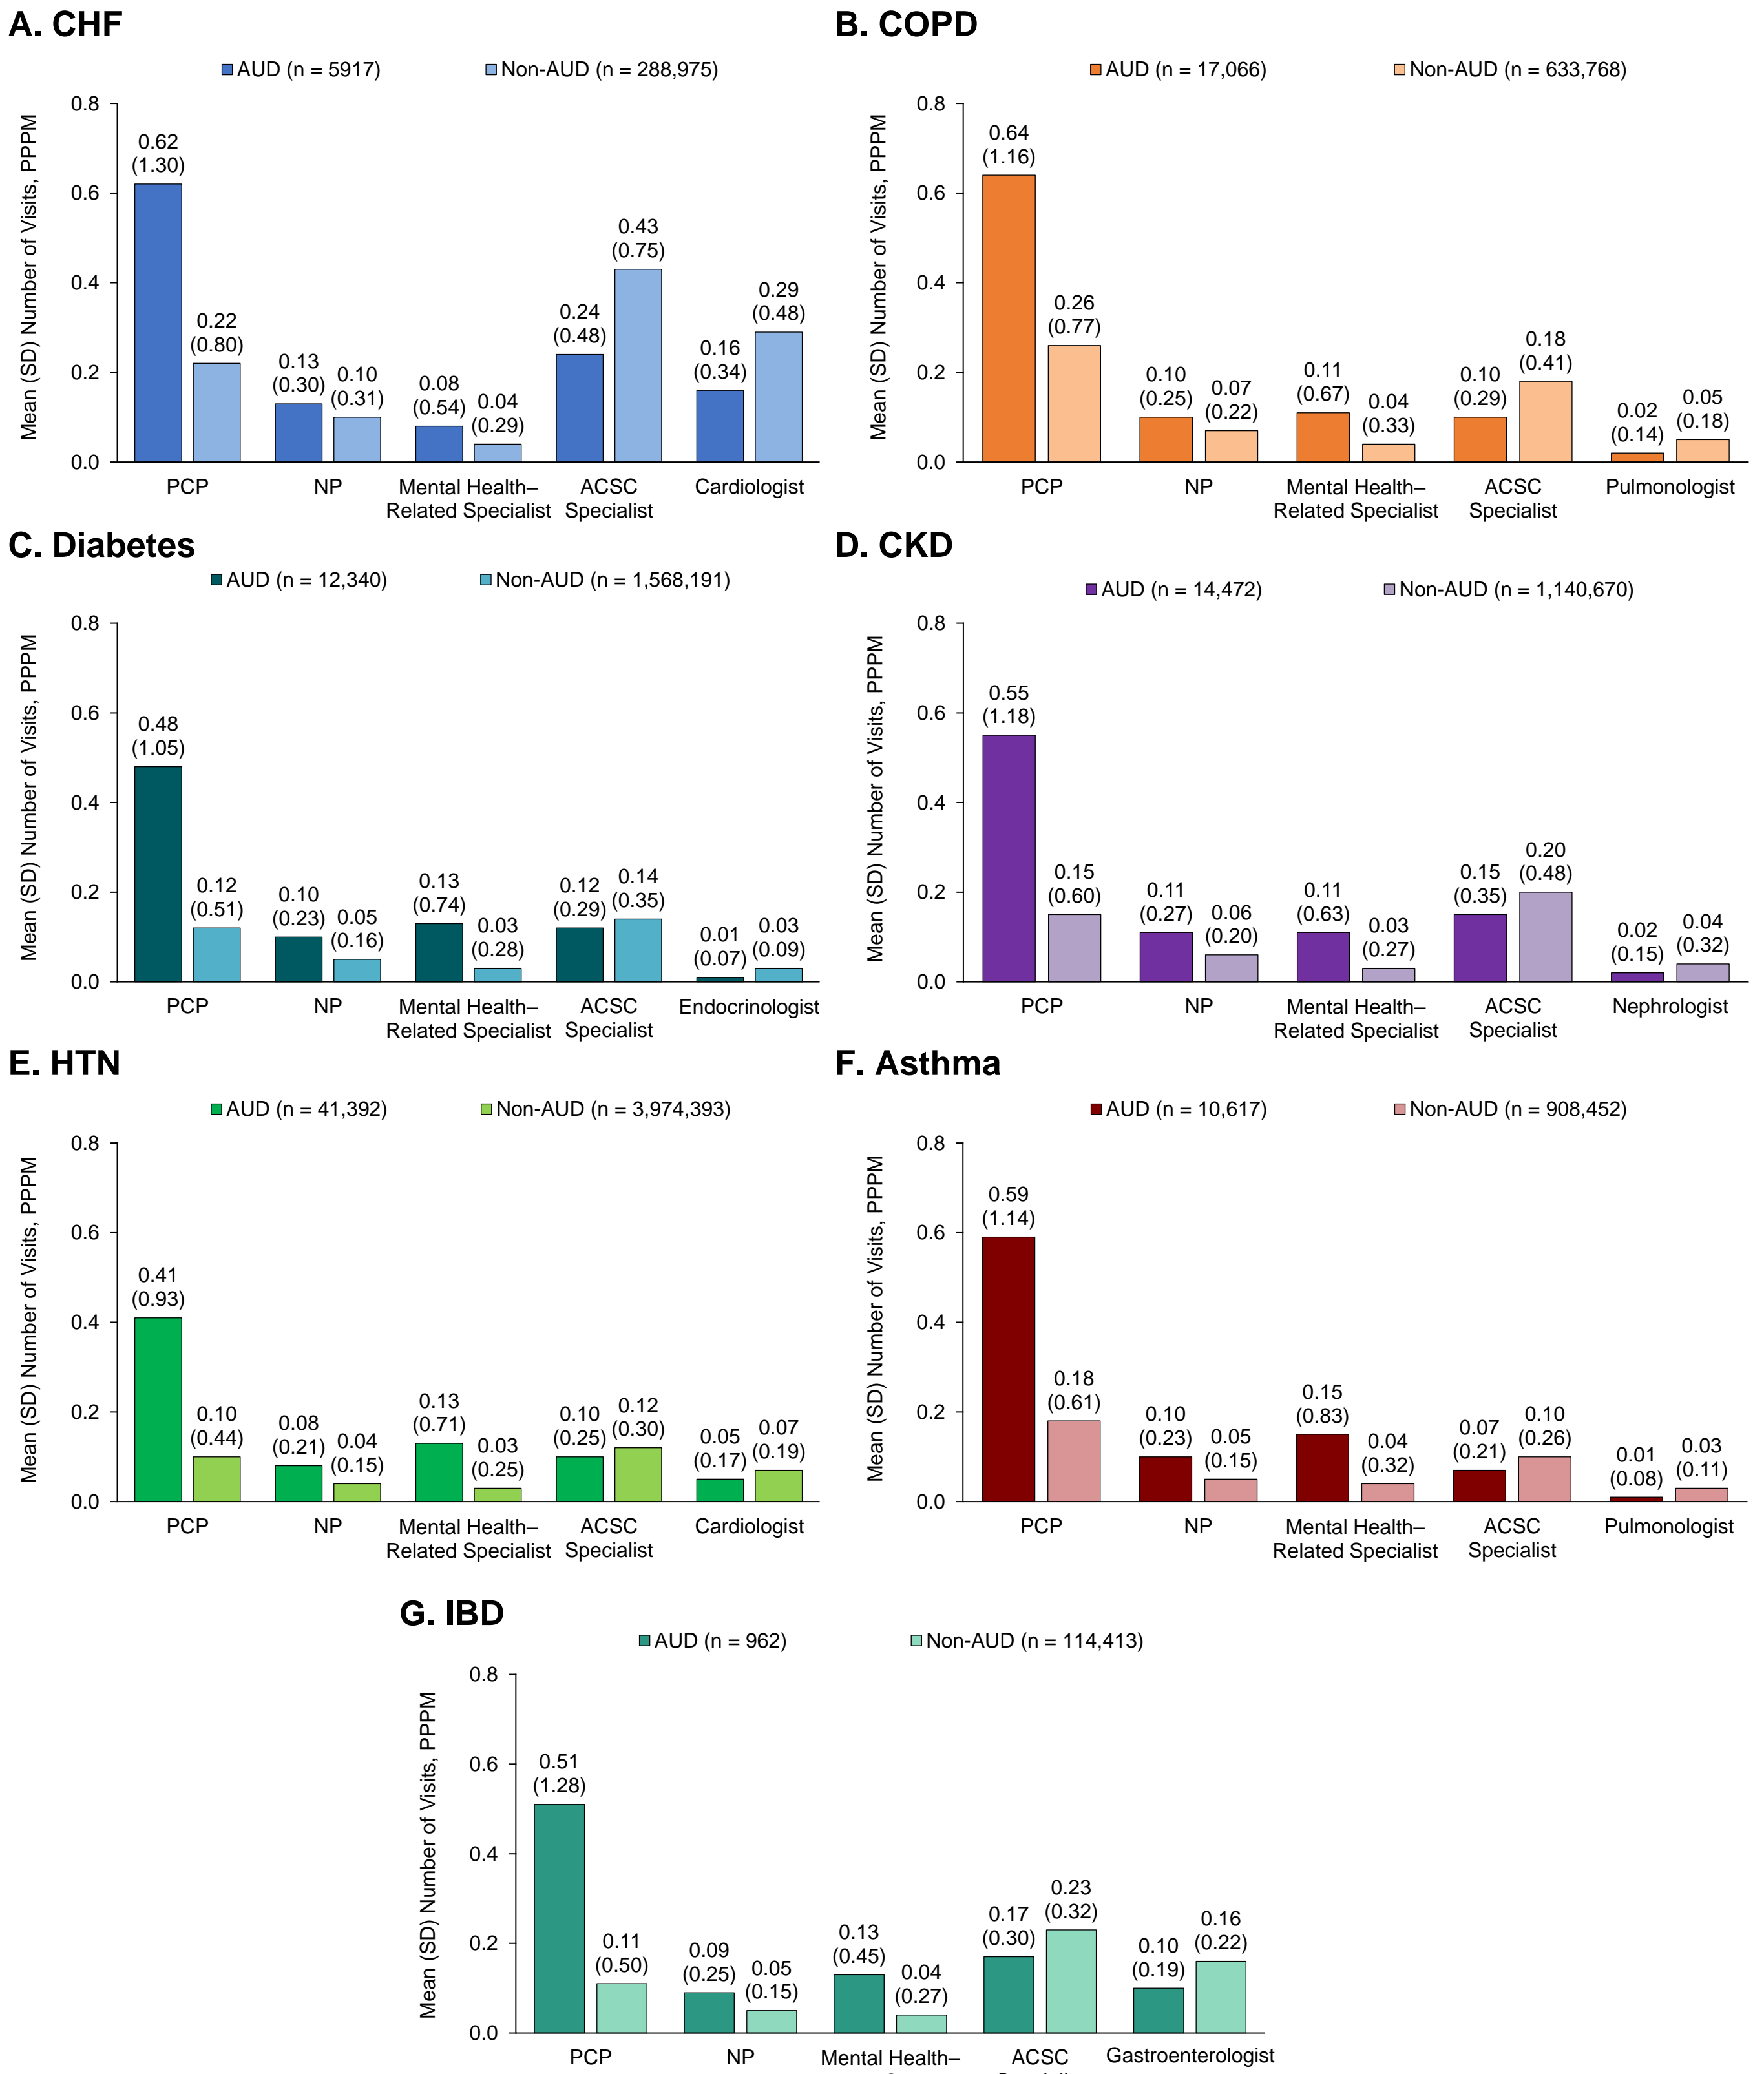 A. CHF
AUD (n = 5917) Non-AUD (n = 288,975)
Mean (SD) Number of Visits, PPPM
0.8
0.6
0.4
0.2
0.0
0.62
(1.30)
0.22
(0.80)
0.13
(0.30)
0.10
(0.31)
0.08
(0.54)
0.04
(0.29)
0.24
(0.48)
0.43
(0.75)
0.16
(0.34)
0.29
(0.48)
PCP
NP
Mental Health–
Related Specialist
ACSC
Specialist
Cardiologist
B. COPD
AUD (n = 17,066) Non-AUD (n = 633,768)
Mean (SD) Number of Visits, PPPM
0.8
0.6
0.4
0.2
0.0
0.64
(1.16)
0.26
(0.77)
0.10
(0.25)
0.07
(0.22)
0.11
(0.67)
0.04
(0.33)
0.10
(0.29)
0.18
(0.41)
0.02
(0.14)
0.05
(0.18)
PCP
NP
Mental Health–
Related Specialist
ACSC
Specialist
Pulmonologist
C. Diabetes
AUD (n = 12,340) Non-AUD (n = 1,568,191)
Mean (SD) Number of Visits, PPPM
0.8
0.6
0.4
0.2
0.0
0.48
(1.05)
0.12
(0.51)
0.10
(0.23)
0.05
(0.16)
0.13
(0.74)
0.03
(0.28)
0.12
(0.29)
0.14
(0.35)
0.01
(0.07)
0.03
(0.09)
PCP
NP
Mental Health–
Related Specialist
ACSC
Specialist
Endocrinologist
D. CKD
AUD (n = 14,472) Non-AUD (n = 1,140,670)
Mean (SD) Number of Visits, PPPM
0.8
0.6
0.4
0.2
0.0
0.55
(1.18)
0.15
(0.60)
0.11
(0.27)
0.06
(0.20)
0.11
(0.63)
0.03
(0.27)
0.15
(0.35)
0.20
(0.48)
0.02
(0.15)
0.04
(0.32)
PCP
NP
Mental Health–
Related Specialist
ACSC
Specialist
Nephrologist
E. HTN
AUD (n = 41,392) Non-AUD (n = 3,974,393)
Mean (SD) Number of Visits, PPPM
0.8
0.6
0.4
0.2
0.0
0.41
(0.93)
0.10
(0.44)
0.08
(0.21)
0.04
(0.15)
0.13
(0.71)
0.03
(0.25)
0.10
(0.25)
0.12
(0.30)
0.05
(0.17)
0.07
(0.19)
PCP
NP
Mental Health–
Related Specialist
ACSC
Specialist
Cardiologist
F. Asthma
AUD (n = 10,617) Non-AUD (n = 908,452)
Mean (SD) Number of Visits, PPPM
0.8
0.6
0.4
0.2
0.0
0.59
(1.14)
0.18
(0.61)
0.10
(0.23)
0.05
(0.15)
0.15
(0.83)
0.04
(0.32)
0.07
(0.21)
0.10
(0.26)
0.01
(0.08)
0.03
(0.11)
PCP
NP
Mental Health–
Related Specialist
ACSC
Specialist
Pulmonologist
G. IBD
AUD (n = 962) Non-AUD (n = 114,413)
Mean (SD) Number of Visits, PPPM
0.8
0.6
0.4
0.2
0.0
0.51
(1.28)
0.11
(0.50)
0.09
(0.25)
0.05
(0.15)
0.13
(0.45)
0.04
(0.27)
0.17
(0.30)
0.23
(0.32)
0.10
(0.19)
0.16
(0.22)
PCP
NP
Mental Health–
ACSC
Gastroenterologist